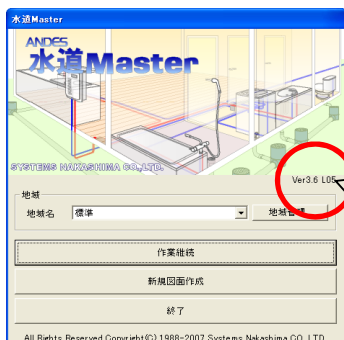 水道Master
ANDES
水道Master
SYSTEMS NAKASHIMA CO.,LTD.
Ver3.6 L05
地域
地域名 標準 地域管理
作業継続
新規図面作成
終了
All Rights Reserved Copyright(C) 1988-2007 Systems Nakashima CO.,LTD.